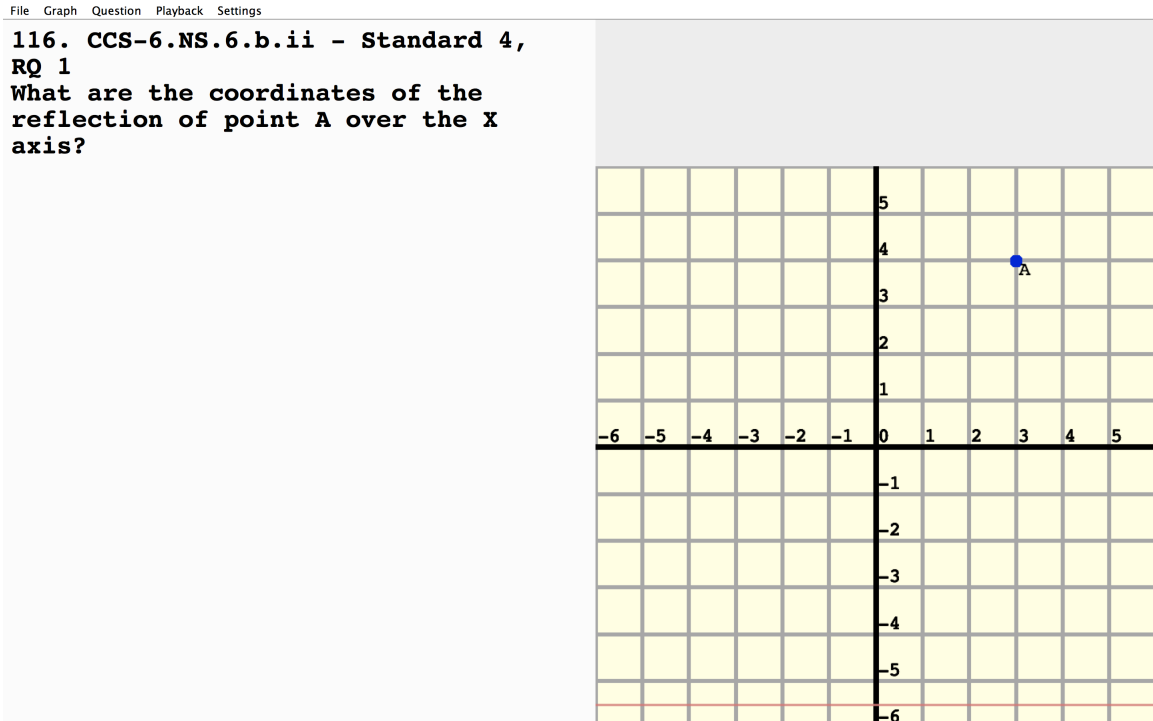 File Graph Question Playback Settings
116. CCS-6.NS.6.b.ii - Standard 4,
RQ 1
What are the coordinates of the
reflection of point A over the X
axis?
5
4
A
3
2
1
-6 -5 -4 -3 -2 -1 0 1 2 3 4 5
-1
-2
-3
-4
-5
-6